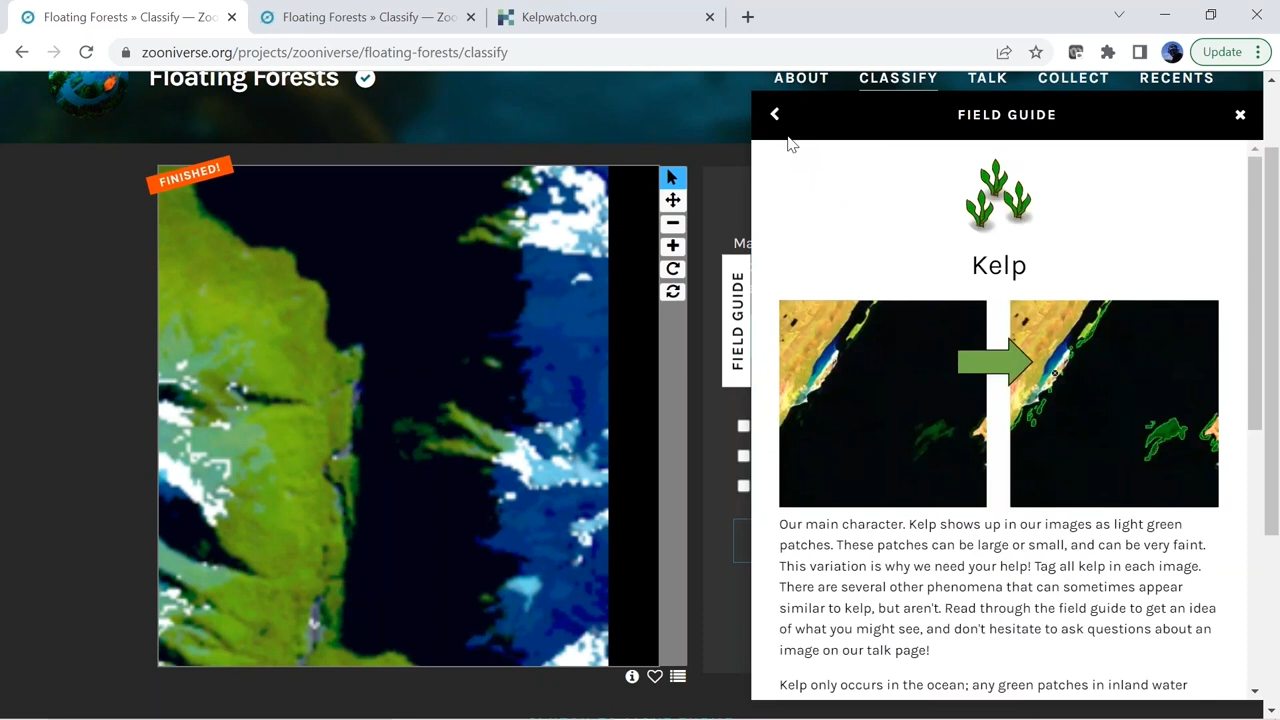 Floating Forests » Classify — Zoo
Floating Forests » Classify — Zoo
Kelpwatch.org
zooniverse.org/projects/zooniverse/floating-forests/classify
Update
Floating Forests
ABOUT CLASSIFY TALK COLLECT RECENTS
FIELD GUIDE
FINISHED!
Ma
FIELD GUIDE
Kelp
Our main character. Kelp shows up in our images as light green
patches. These patches can be large or small, and can be very faint.
This variation is why we need your help! Tag all kelp in each image.
There are several other phenomena that can sometimes appear
similar to kelp, but aren't. Read through the field guide to get an idea
of what you might see, and don't hesitate to ask questions about an
image on our talk page!
Kelp only occurs in the ocean; any green patches in inland water